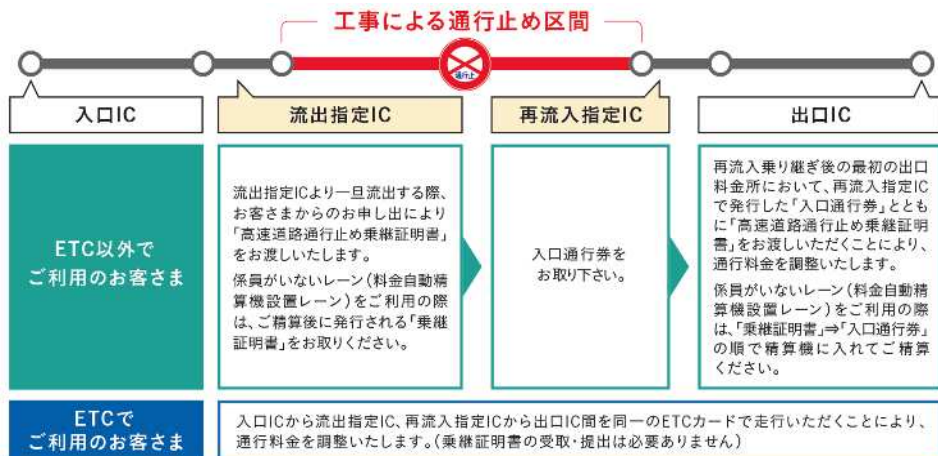 工事による通行止め区間
通行止
入口IC
流出指定IC
再流入指定IC
出口IC
ETC以外で
ご利用のお客さま
流出指定ICより一旦流出する際、
お客さまからのお申し出により
「高速道路通行止め乗継証明書」
をお渡しいたします。
係員がいないレーン(料金自動精
算機設置レーン)をご利用の際
は、ご精算後に発行される「乗継
証明書」をお取りください。
入口通行券を
お取り下さい。
再流入乗り継ぎ後の最初の出口
料金所において、再流入指定IC
で発行した「入口通行券」ととも
に「高速道路通行止め乗継証明
書」をお渡しいただくことにより、
通行料金を調整いたします。
係員がいないレーン(料金自動精
算機設置レーン)をご利用の際
は、「乗継証明書」⇒「入口通行券」
の順で精算機に入れてご精算
ください。
ETCで
ご利用のお客さま
入口ICから流出指定IC、再流入指定ICから出口IC間を同一のETCカードで走行いただくことにより、
通行料金を調整いたします。(乗継証明書の受取・提出は必要ありません)